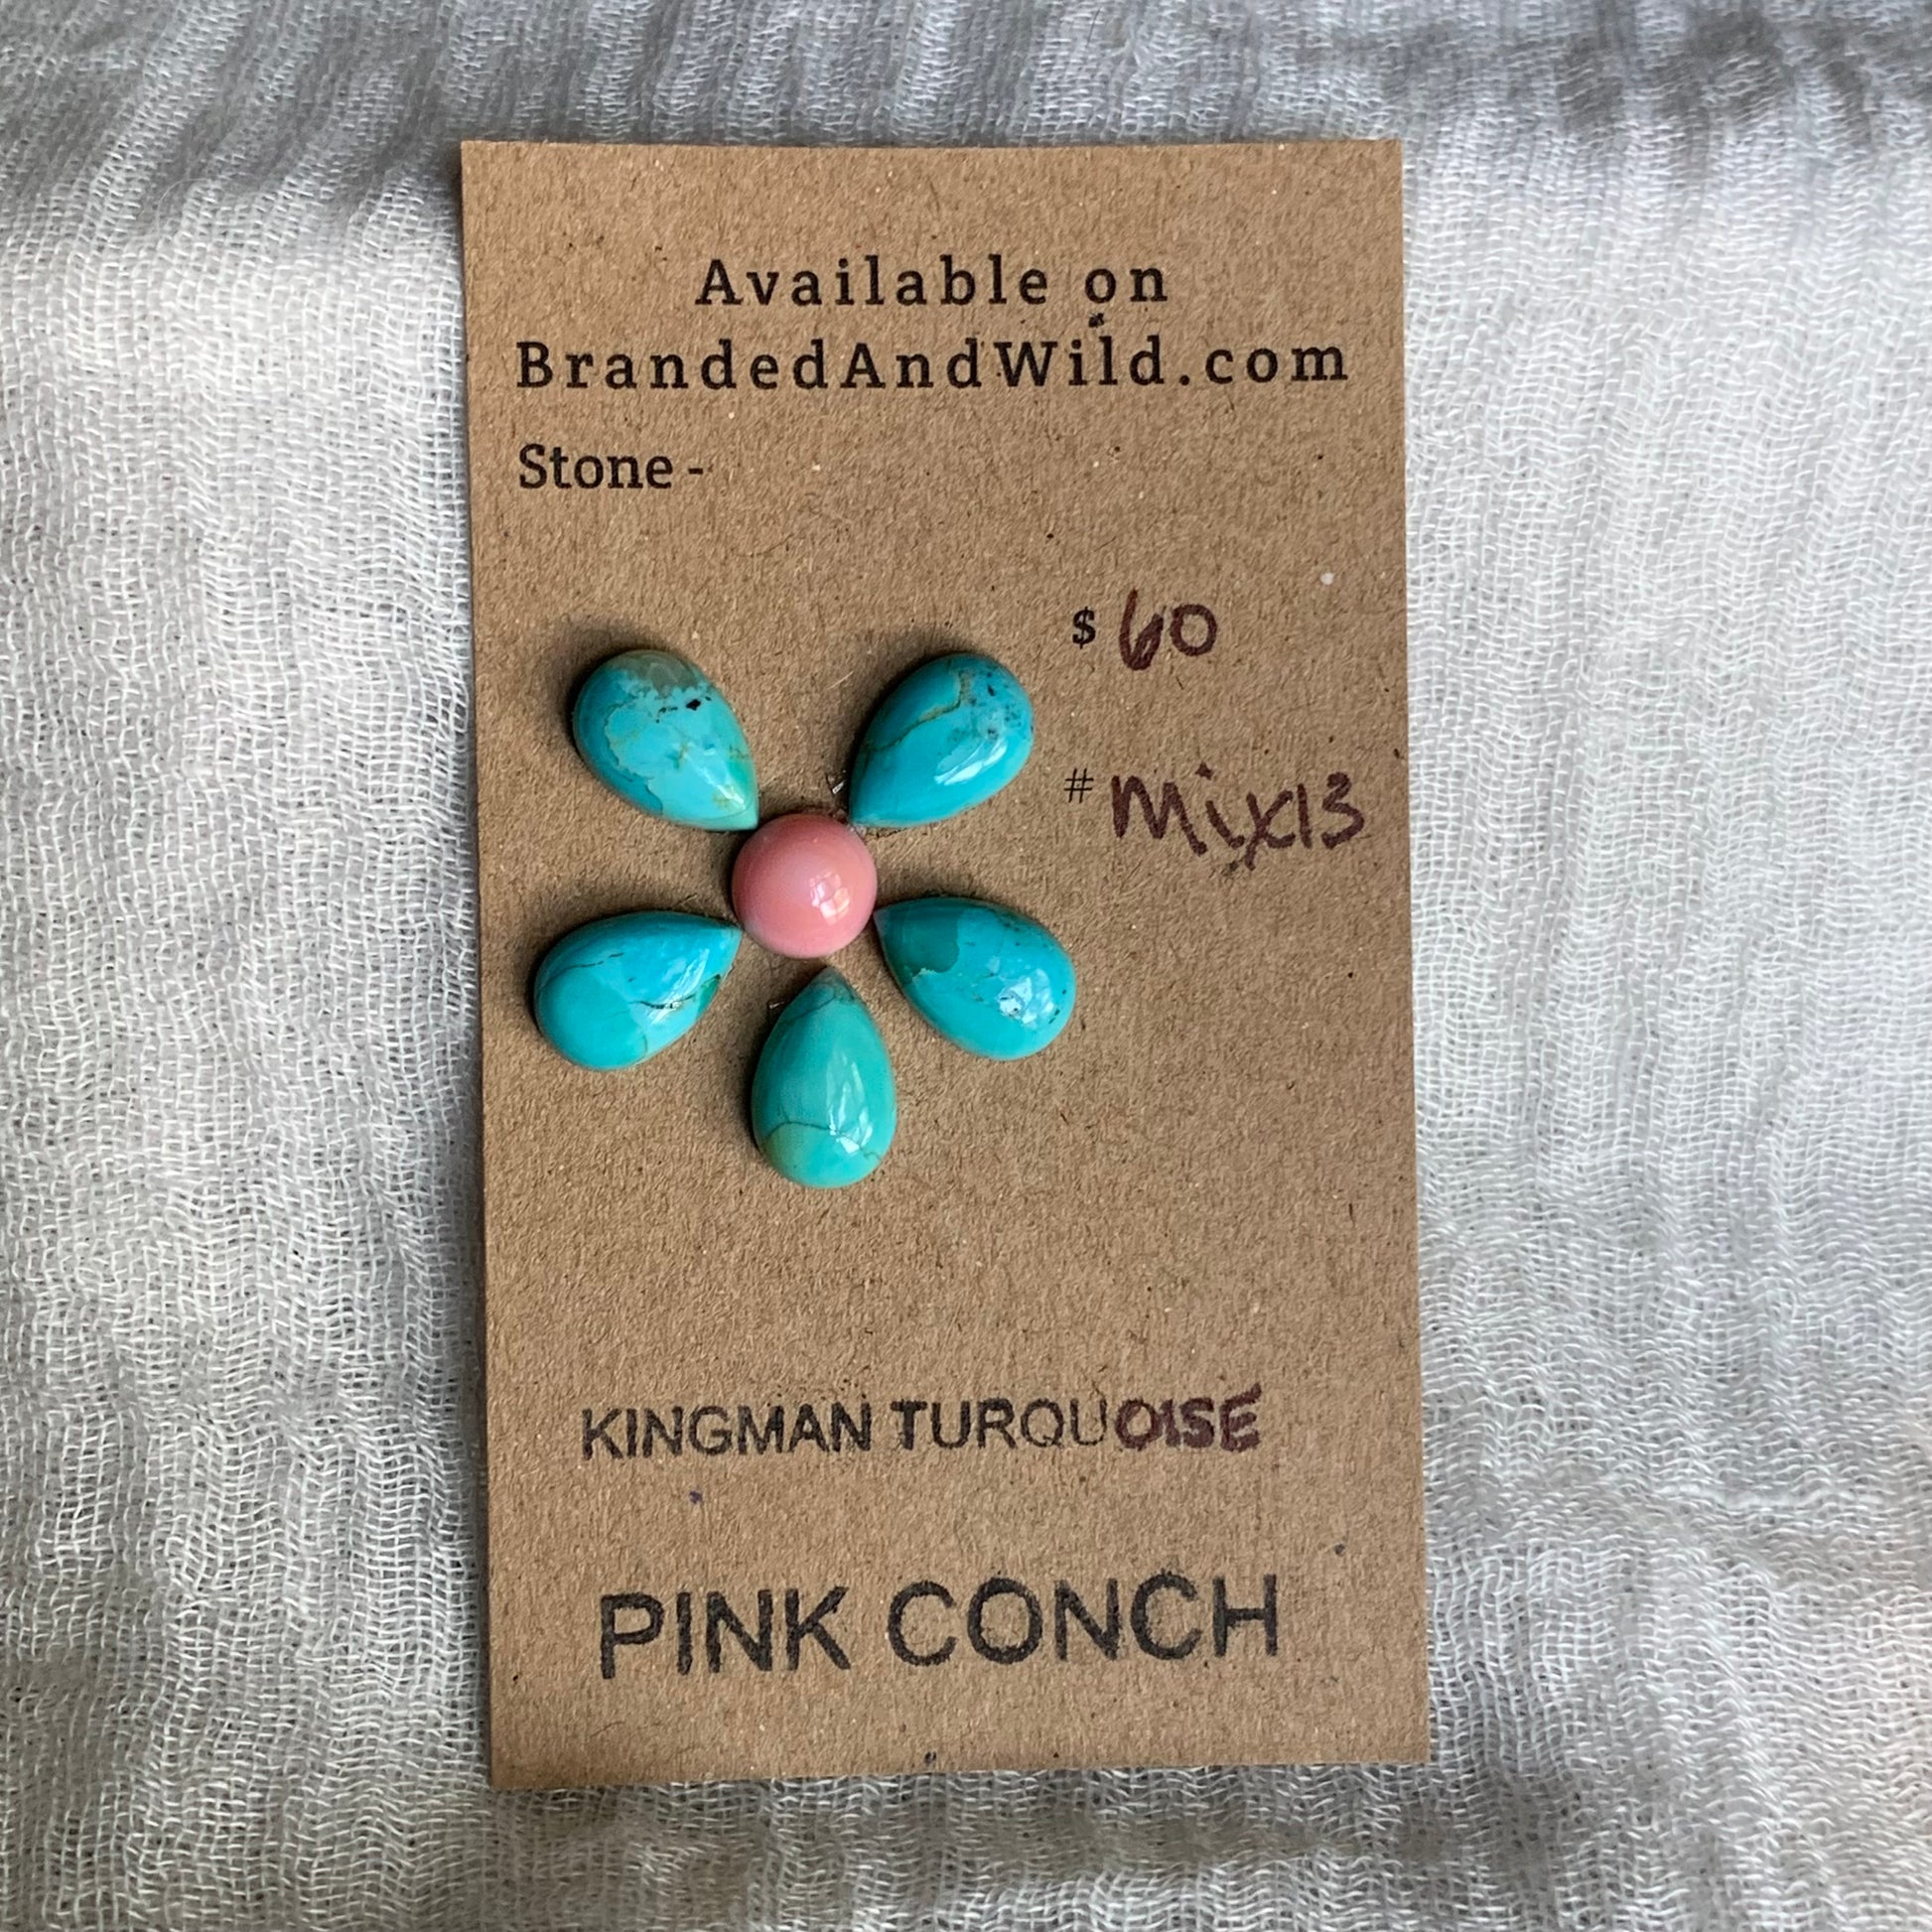 Available on
BrandedAndWild.com
Stone -
$ 60
# Mix13
KINGMAN TURQUOISE
PINK CONCH